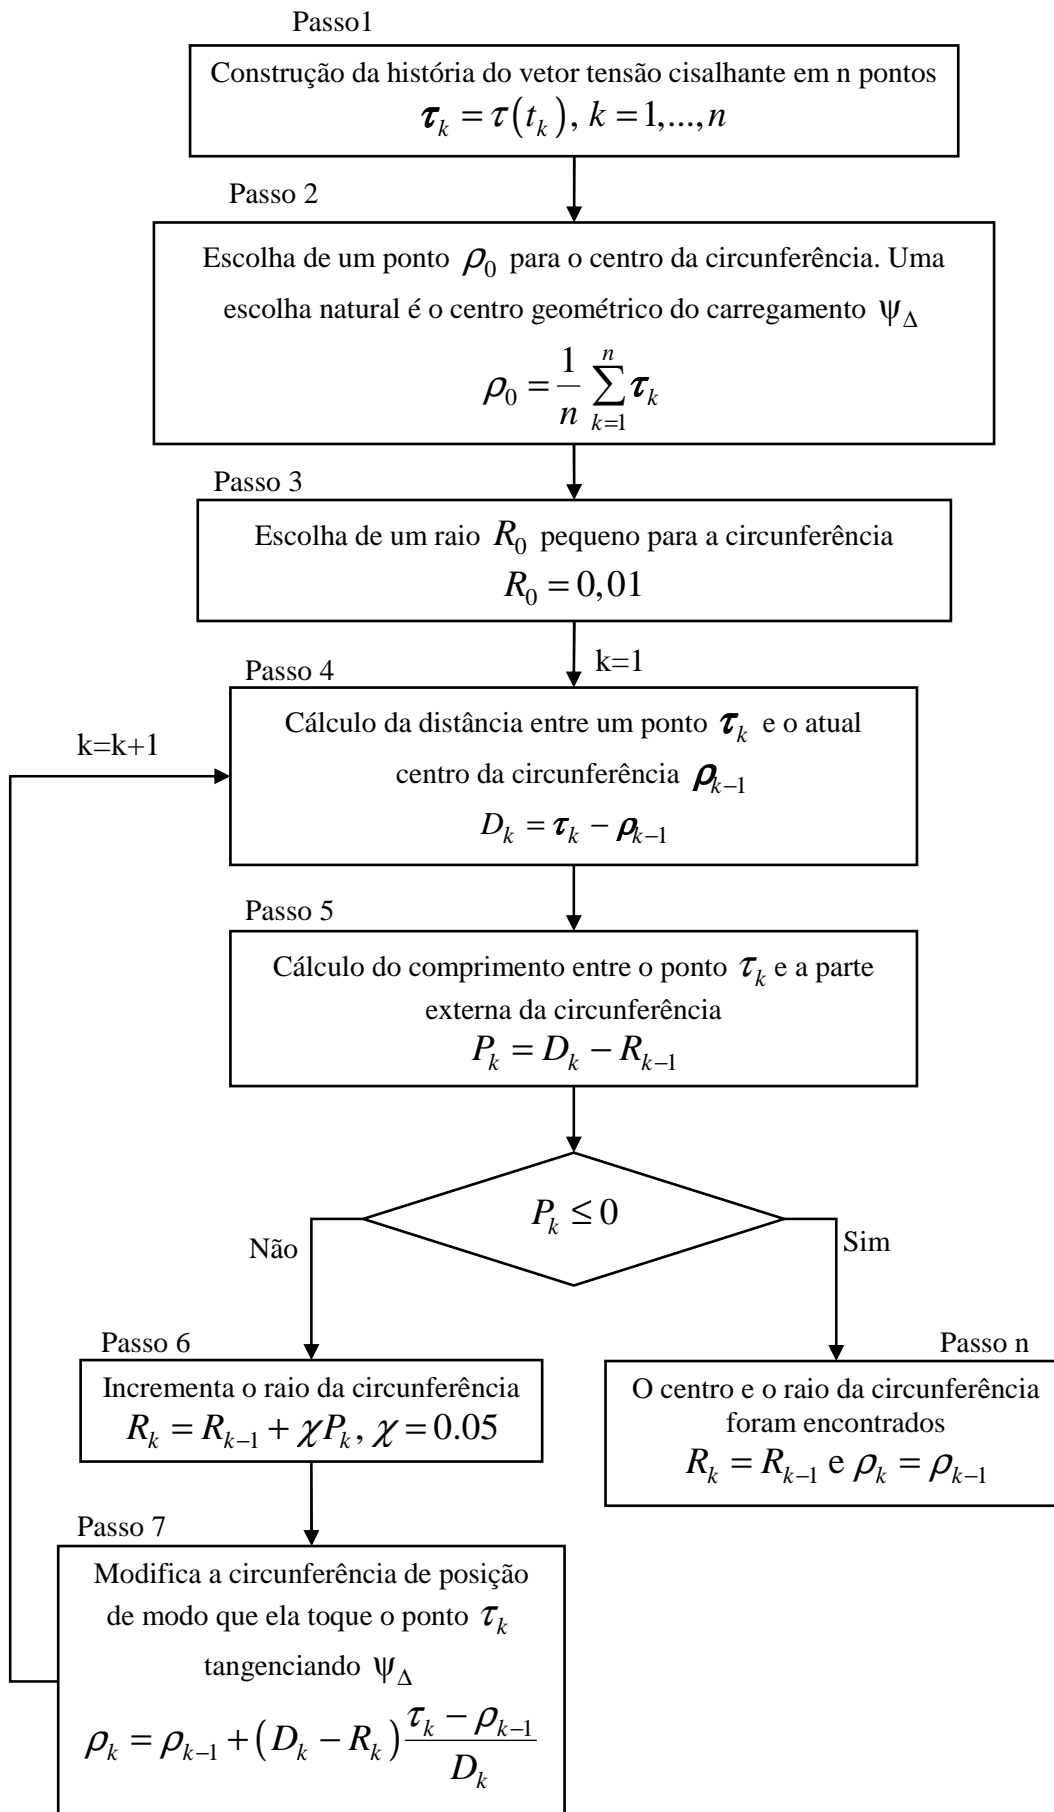 Passo1
Construção da história do vetor tensão cisalhante em n pontos
τ_k = τ(t_k), k = 1,...,n
Passo 2
Escolha de um ponto ρ_0 para o centro da circunferência. Uma
escolha natural é o centro geométrico do carregamento ψ_Δ
ρ_0 = \frac{1}{n} \sum_{k=1}^{n} τ_k
Passo 3
Escolha de um raio R_0 pequeno para a circunferência
R_0 = 0,01
k=1
Passo 4
Cálculo da distância entre um ponto τ_k e o atual
centro da circunferência ρ_{k−1}
D_k = τ_k − ρ_{k−1}
k=k+1
Passo 5
Cálculo do comprimento entre o ponto τ_k e a parte
externa da circunferência
P_k = D_k − R_{k−1}
P_k ≤ 0
Não
Sim
Passo 6
Incrementa o raio da circunferência
R_k = R_{k−1} + χP_k, χ = 0.05
Passo n
O centro e o raio da circunferência
foram encontrados
R_k = R_{k−1} e ρ_k = ρ_{k−1}
Passo 7
Modifica a circunferência de posição
de modo que ela toque o ponto τ_k
tangenciando ψ_Δ
ρ_k = ρ_{k−1} + (D_k − R_k) \frac{τ_k − ρ_{k−1}}{D_k}